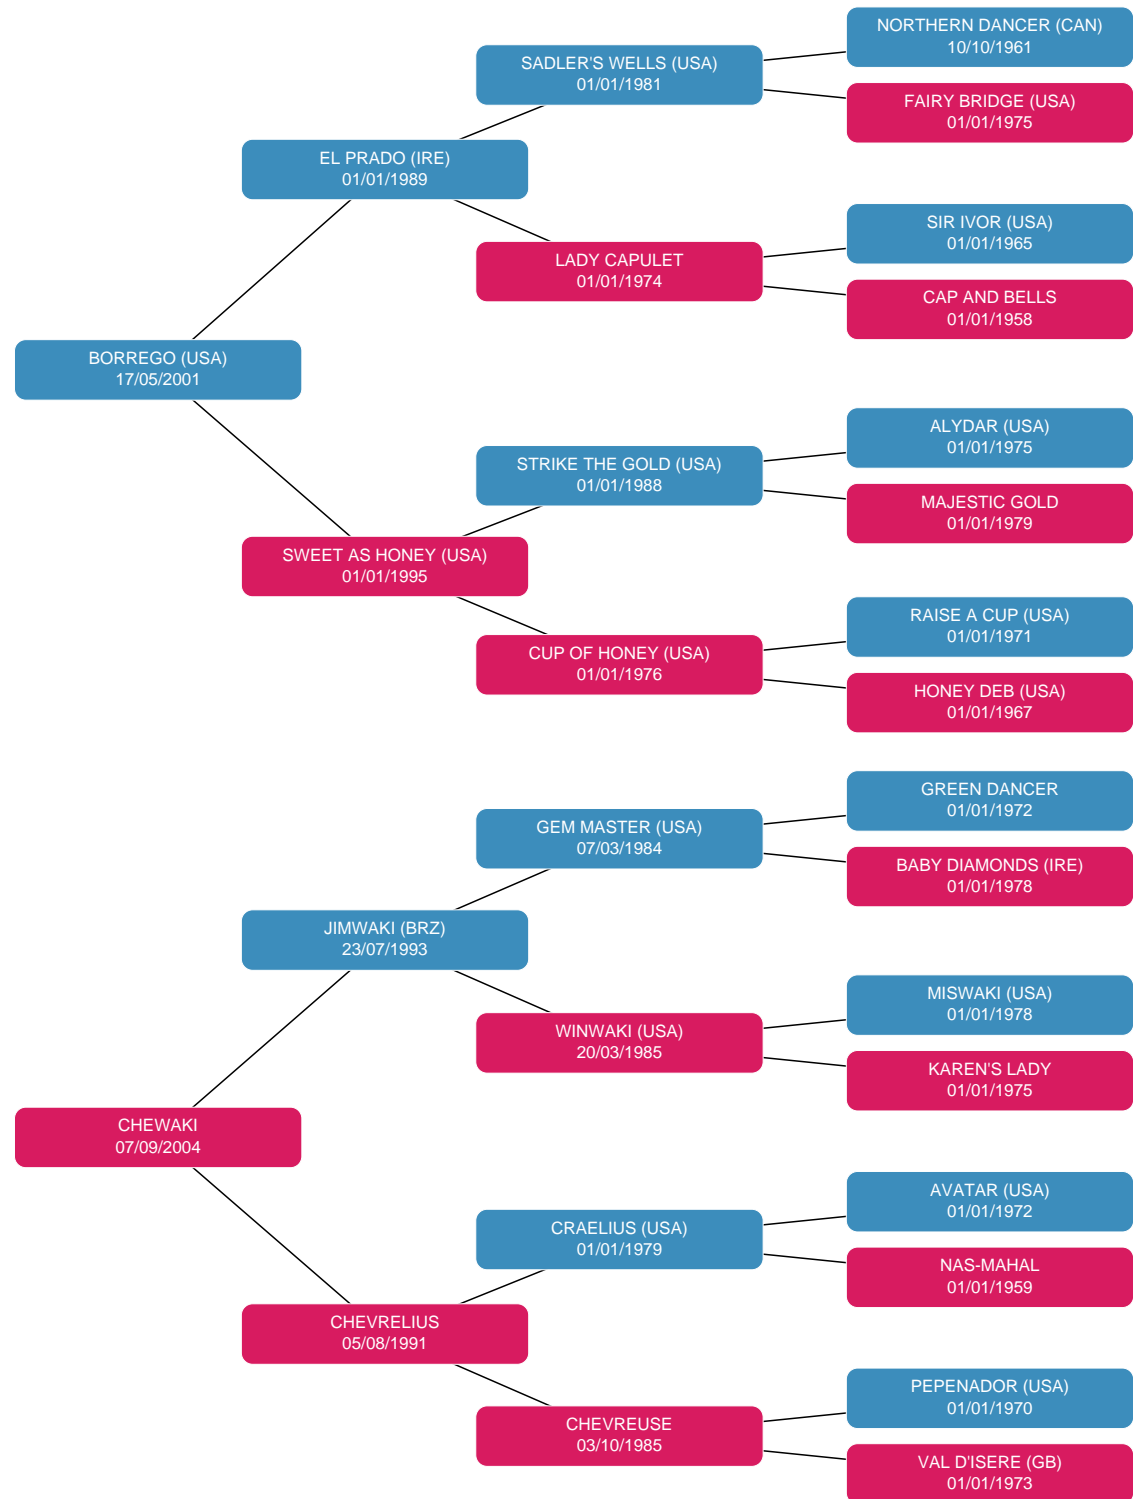 NORTHERN DANCER (CAN)
10/10/1961
SADLER'S WELLS (USA)
01/01/1981
FAIRY BRIDGE (USA)
01/01/1975
EL PRADO (IRE)
01/01/1989
SIR IVOR (USA)
01/01/1965
LADY CAPULET
01/01/1974
CAP AND BELLS
01/01/1958
BORREGO (USA)
17/05/2001
ALYDAR (USA)
01/01/1975
STRIKE THE GOLD (USA)
01/01/1988
MAJESTIC GOLD
01/01/1979
SWEET AS HONEY (USA)
01/01/1995
RAISE A CUP (USA)
01/01/1971
CUP OF HONEY (USA)
01/01/1976
HONEY DEB (USA)
01/01/1967
GREEN DANCER
01/01/1972
GEM MASTER (USA)
07/03/1984
BABY DIAMONDS (IRE)
01/01/1978
JIMWAKI (BRZ)
23/07/1993
MISWAKI (USA)
01/01/1978
WINWAKI (USA)
20/03/1985
KAREN'S LADY
01/01/1975
CHEWAKI
07/09/2004
AVATAR (USA)
01/01/1972
CRAELIUS (USA)
01/01/1979
NAS-MAHAL
01/01/1959
CHEVRELIUS
05/08/1991
PEPENADOR (USA)
01/01/1970
CHEVREUSE
03/10/1985
VAL D'ISERE (GB)
01/01/1973